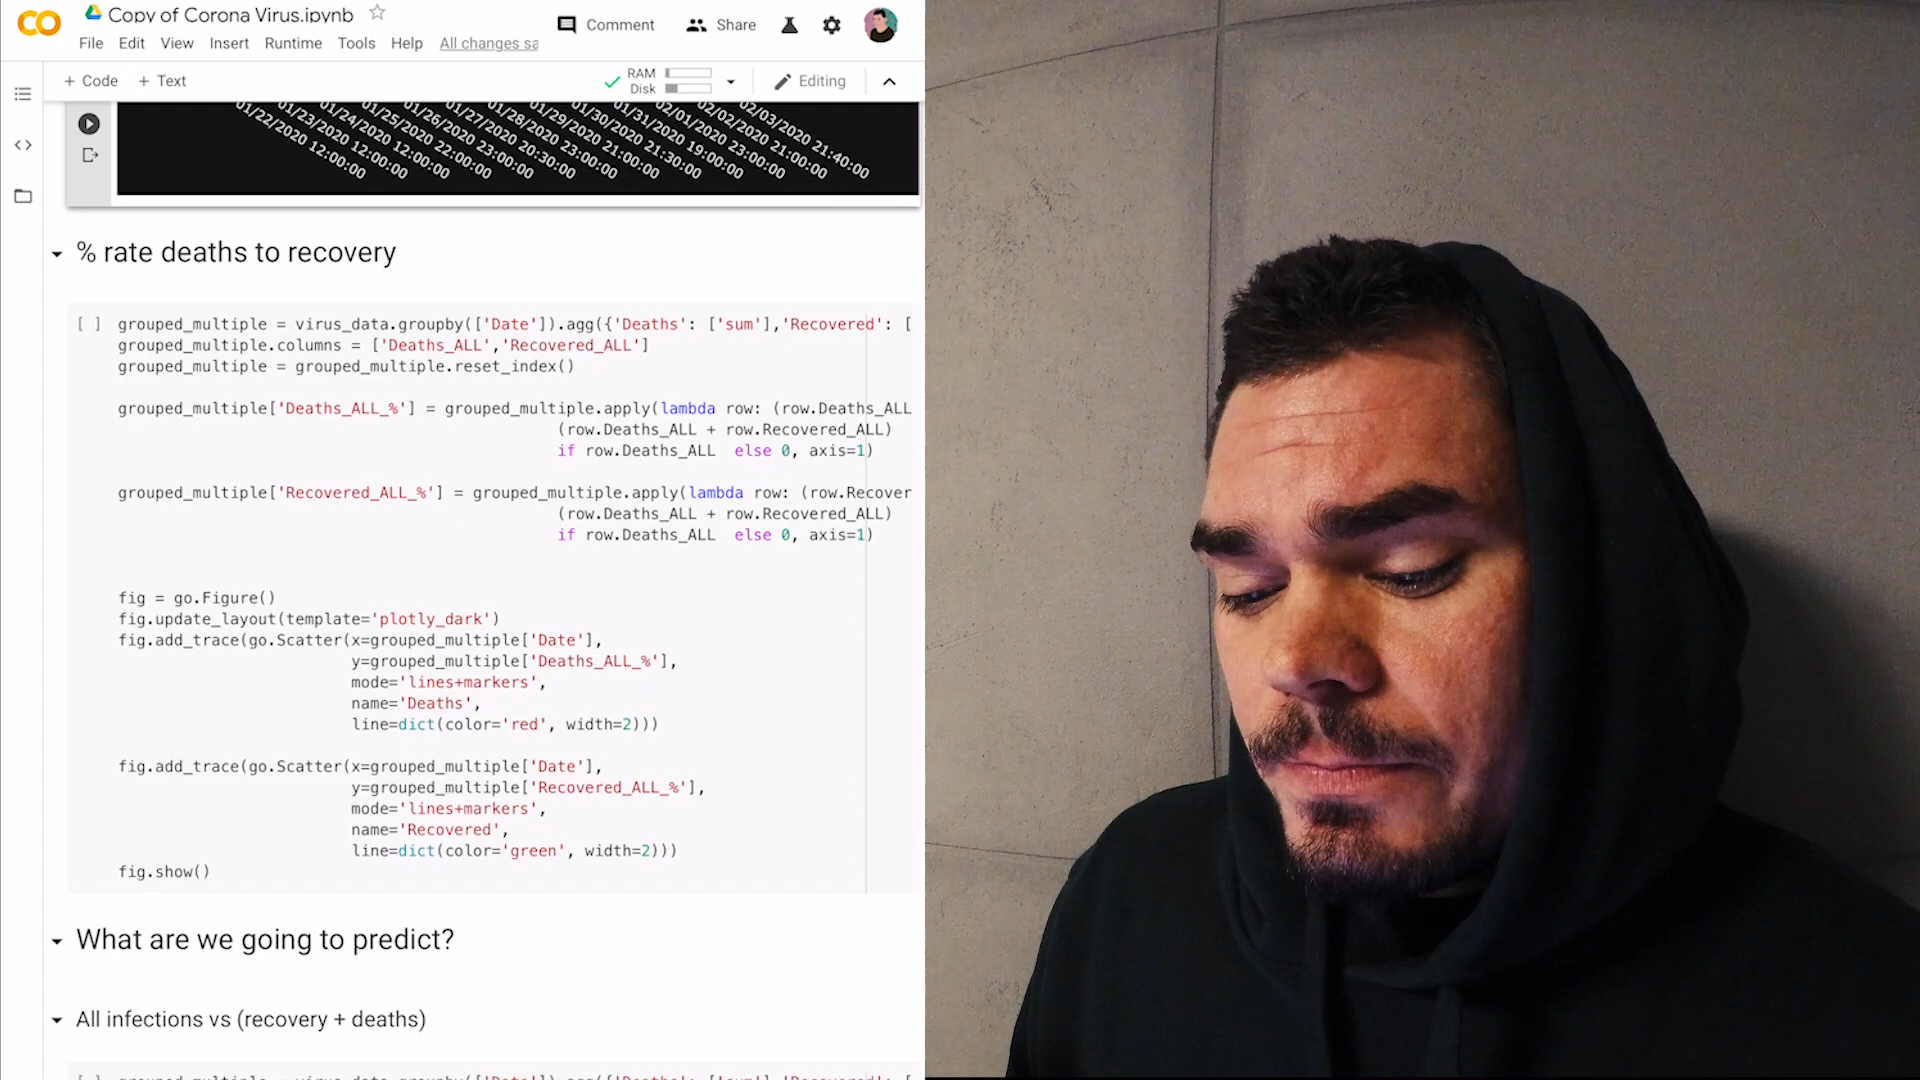 Copy of Corona Virus.ipynb
File Edit View Insert Runtime Tools Help All changes sa
Comment Share
+ Code + Text
RAM
Disk
Editing
01/22/2020 12:00:00
01/23/2020 12:00:00
01/24/2020 12:00:00
01/25/2020 22:00:00
01/26/2020 23:00:00
01/27/2020 20:30:00
01/28/2020 23:00:00
01/29/2020 21:00:00
01/30/2020 21:30:00
01/31/2020 19:00:00
02/01/2020 23:00:00
02/02/2020 21:00:00
02/03/2020 21:40:00
% rate deaths to recovery
[ ] grouped_multiple = virus_data.groupby(['Date']).agg({'Deaths': ['sum'],'Recovered': [
grouped_multiple.columns = ['Deaths_ALL','Recovered_ALL']
grouped_multiple = grouped_multiple.reset_index()
grouped_multiple['Deaths_ALL_%'] = grouped_multiple.apply(lambda row: (row.Deaths_ALL
(row.Deaths_ALL + row.Recovered_ALL)
if row.Deaths_ALL else 0, axis=1)
grouped_multiple['Recovered_ALL_%'] = grouped_multiple.apply(lambda row: (row.Recover
(row.Deaths_ALL + row.Recovered_ALL)
if row.Deaths_ALL else 0, axis=1)
fig = go.Figure()
fig.update_layout(template='plotly_dark')
fig.add_trace(go.Scatter(x=grouped_multiple['Date'],
y=grouped_multiple['Deaths_ALL_%'],
mode='lines+markers',
name='Deaths',
line=dict(color='red', width=2)))
fig.add_trace(go.Scatter(x=grouped_multiple['Date'],
y=grouped_multiple['Recovered_ALL_%'],
mode='lines+markers',
name='Recovered',
line=dict(color='green', width=2)))
fig.show()
What are we going to predict?
All infections vs (recovery + deaths)